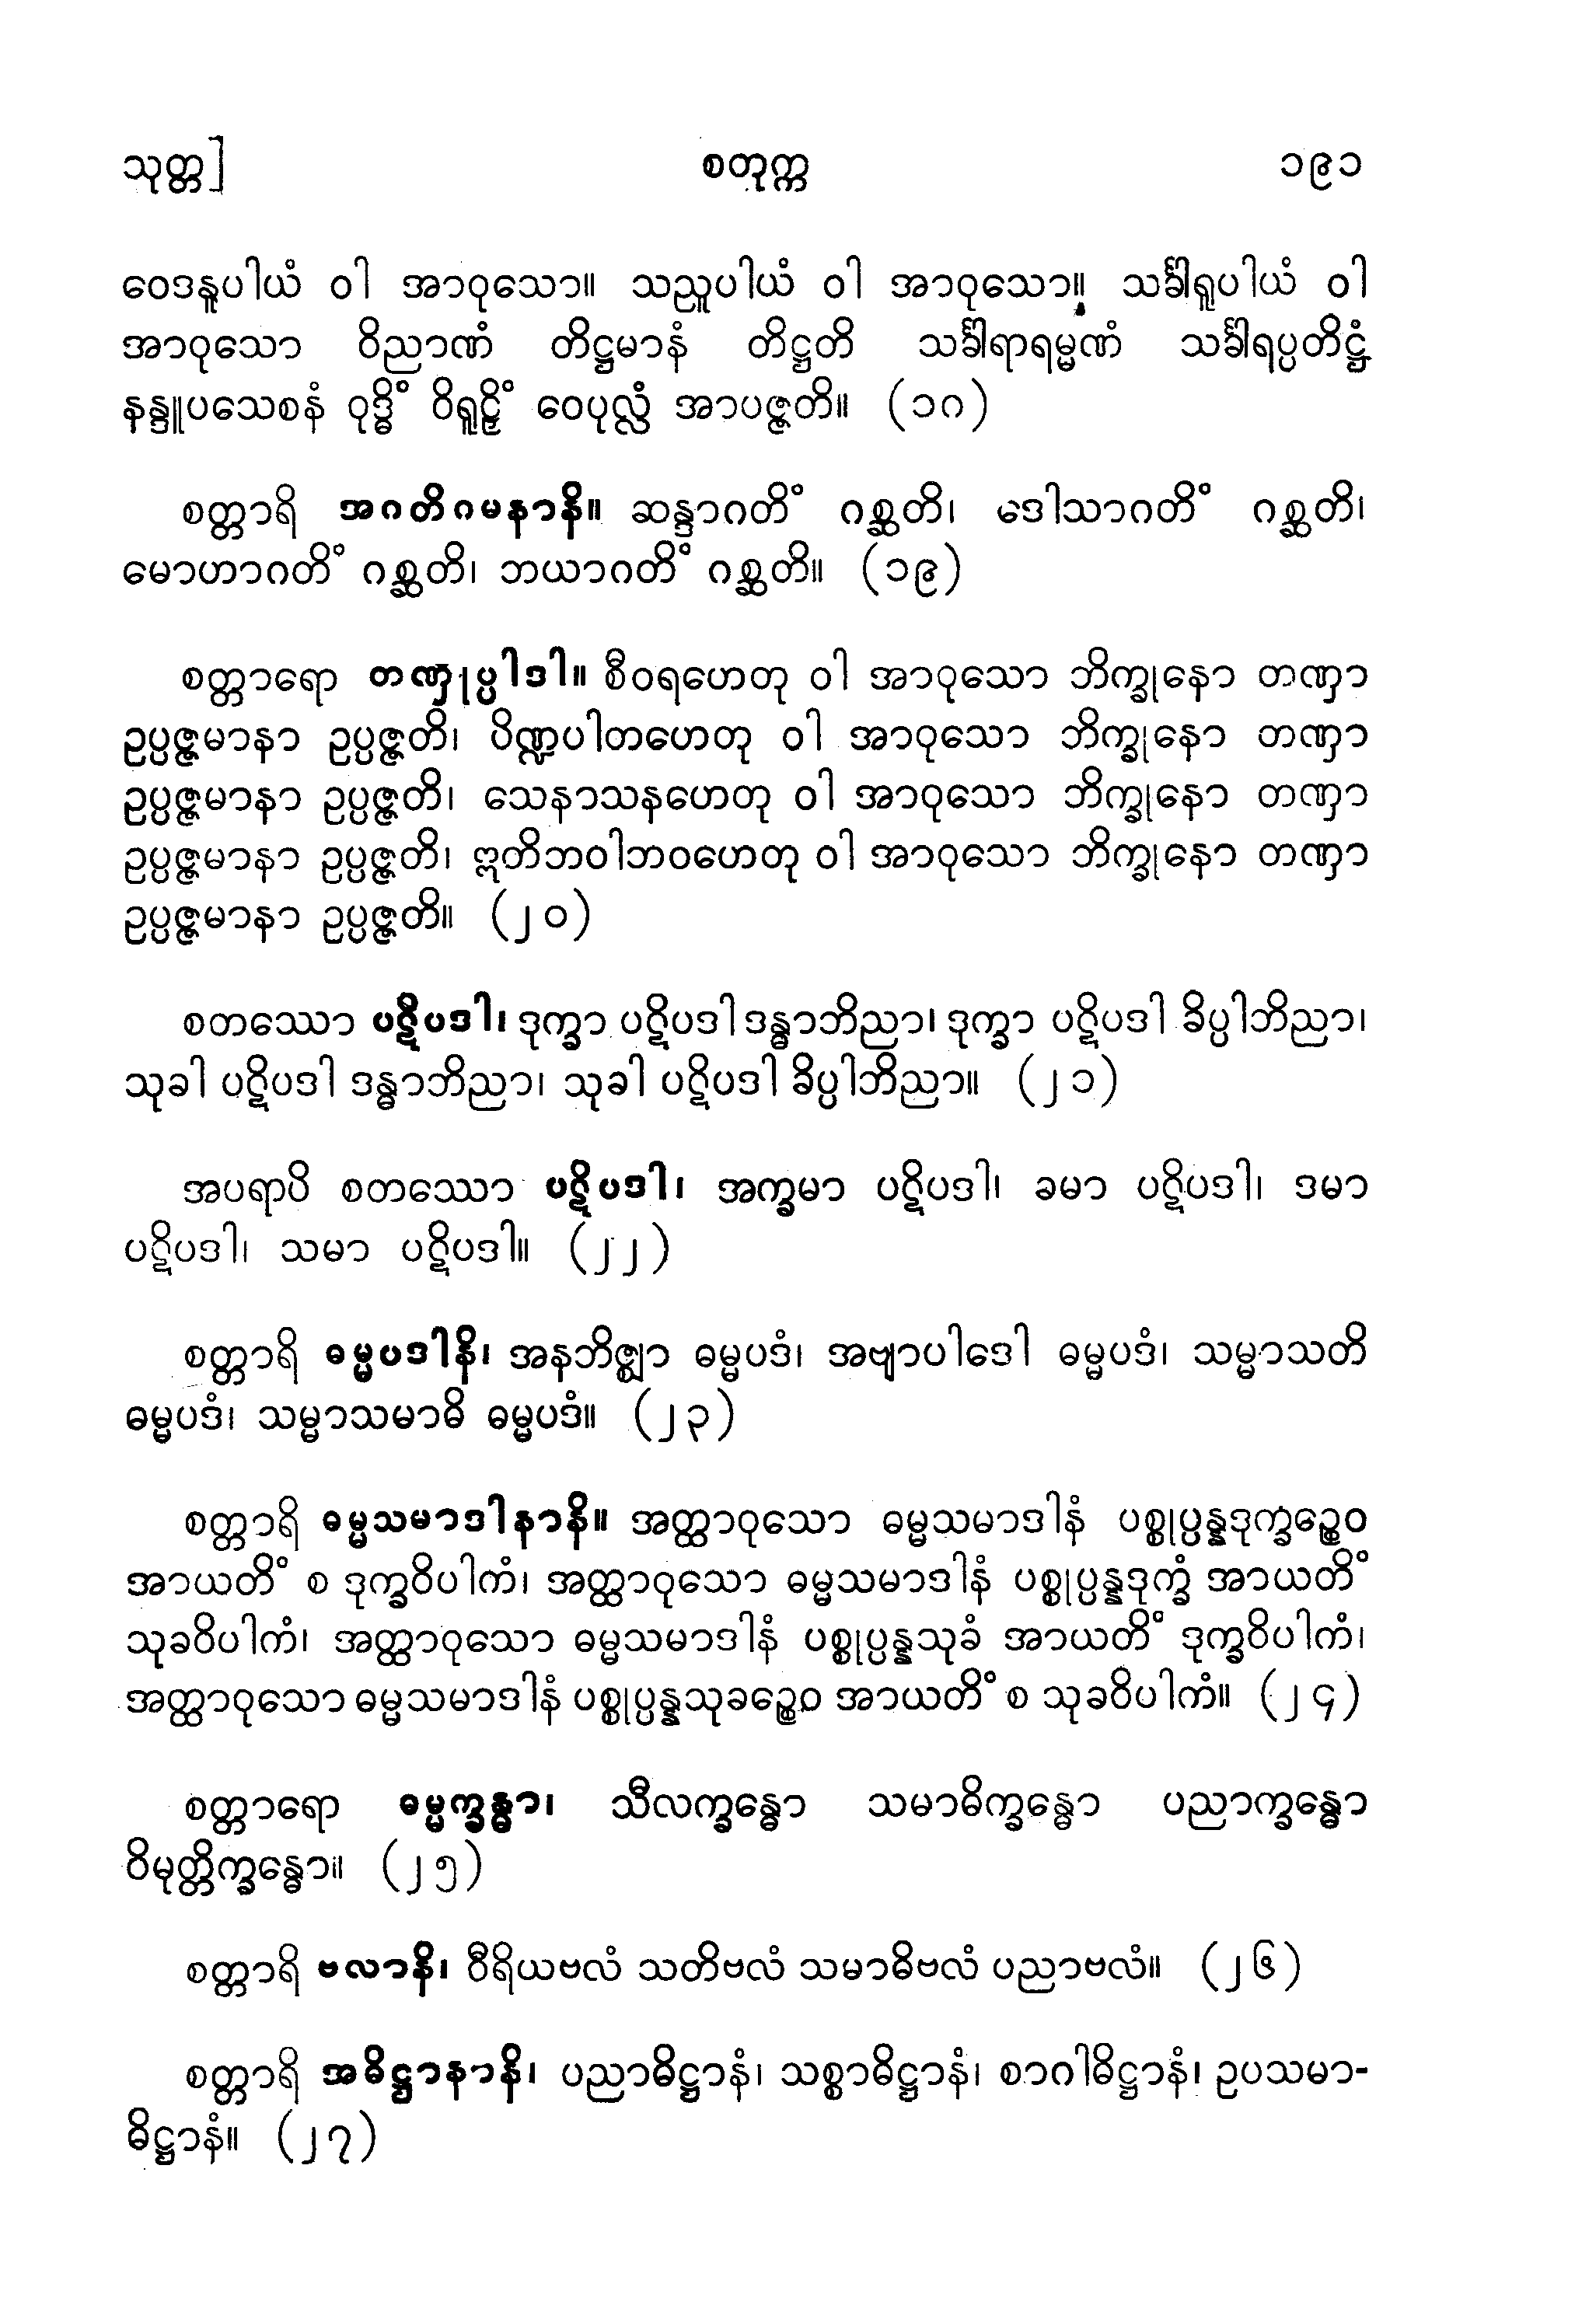 သုတ္တ] စတုက္က ၁၉၁
ဝေဒနူပါယံ ဝါ အာဝုသော။ သညူပါယံ ဝါ အာဝုသော။ သင်္ခါရူပါယံ ဝါ
အာဝုသော ဝိညာဏံ တိဋ္ဌမာနံ တိဋ္ဌတိ သင်္ခါရာရမ္မဏံ သင်္ခါရပ္ပတိဋ္ဌံ
နန္ဒူပသေစနံ ဝုဒ္ဓိံ ဝိရူဠှိံ ဝေပုလ္လံ အာပဇ္ဇတိ။ (၁၈)
စတ္တာရိ အဂတိဂမနာနိ။ ဆန္ဒာဂတိံ ဂစ္ဆတိ၊ ဒေါသာဂတိံ ဂစ္ဆတိ၊
မောဟာဂတိံ ဂစ္ဆတိ၊ ဘယာဂတိံ ဂစ္ဆတိ။ (၁၉)
စတ္တာရော တဏှုပ္ပါဒါ။ စီဝရဟေတု ဝါ အာဝုသော ဘိက္ခုနော တဏှာ
ဥပ္ပဇ္ဇမာနာ ဥပ္ပဇ္ဇတိ၊ ပိဏ္ဍပါတဟေတု ဝါ အာဝုသော ဘိက္ခုနော တဏှာ
ဥပ္ပဇ္ဇမာနာ ဥပ္ပဇ္ဇတိ၊ သေနာသနဟေတု ဝါ အာဝုသော ဘိက္ခုနော တဏှာ
ဥပ္ပဇ္ဇမာနာ ဥပ္ပဇ္ဇတိ၊ ဣတိဘဝါဘဝဟေတု ဝါ အာဝုသော ဘိက္ခုနော တဏှာ
ဥပ္ပဇ္ဇမာနာ ဥပ္ပဇ္ဇတိ။ (၂၀)
စတဿော ပဋိပဒါ၊ ဒုက္ခာ ပဋိပဒါ ဒန္ဓာဘိညာ၊ ဒုက္ခာ ပဋိပဒါ ခိပ္ပါဘိညာ၊
သုခါ ပဋိပဒါ ဒန္ဓာဘိညာ၊ သုခါ ပဋိပဒါ ခိပ္ပါဘိညာ။ (၂၁)
အပရာပိ စတဿော ပဋိပဒါ၊ အက္ခမာ ပဋိပဒါ၊ ခမာ ပဋိပဒါ၊ ဒမာ
ပဋိပဒါ၊ သမာ ပဋိပဒါ။ (၂၂)
စတ္တာရိ ဓမ္မပဒါနိ၊ အနဘိဇ္ဈာ ဓမ္မပဒံ၊ အဗျာပါဒေါ ဓမ္မပဒံ၊ သမ္မာသတိ
ဓမ္မပဒံ၊ သမ္မာသမာဓိ ဓမ္မပဒံ။ (၂၃)
စတ္တာရိ ဓမ္မသမာဒါနာနိ။ အတ္ထာဝုသော ဓမ္မသမာဒါနံ ပစ္စုပ္ပန္နဒုက္ခဉ္စေဝ
အာယတိံ စ ဒုက္ခဝိပါကံ၊ အတ္ထာဝုသော ဓမ္မသမာဒါနံ ပစ္စုပ္ပန္နဒုက္ခံ အာယတိံ
သုခဝိပါကံ၊ အတ္ထာဝုသော ဓမ္မသမာဒါနံ ပစ္စုပ္ပန္နသုခံ အာယတိံ ဒုက္ခဝိပါကံ၊
အတ္ထာဝုသော ဓမ္မသမာဒါနံ ပစ္စုပ္ပန္နသုခဉ္စေဝ အာယတိံ စ သုခဝိပါကံ။ (၂၄)
စတ္တာရော ဓမ္မက္ခန္ဓာ၊ သီလက္ခန္ဓော သမာဓိက္ခန္ဓော ပညာက္ခန္ဓော
ဝိမုတ္တိက္ခန္ဓော။ (၂၅)
စတ္တာရိ ဗလာနိ၊ ဝီရိယဗလံ သတိဗလံ သမာဓိဗလံ ပညာဗလံ။ (၂၆)
စတ္တာရိ အဓိဋ္ဌာနာနိ၊ ပညာဓိဋ္ဌာနံ၊ သစ္စာဓိဋ္ဌာနံ၊ စာဂါဓိဋ္ဌာနံ၊ ဥပသမာ-
ဓိဋ္ဌာနံ။ (၂၇)